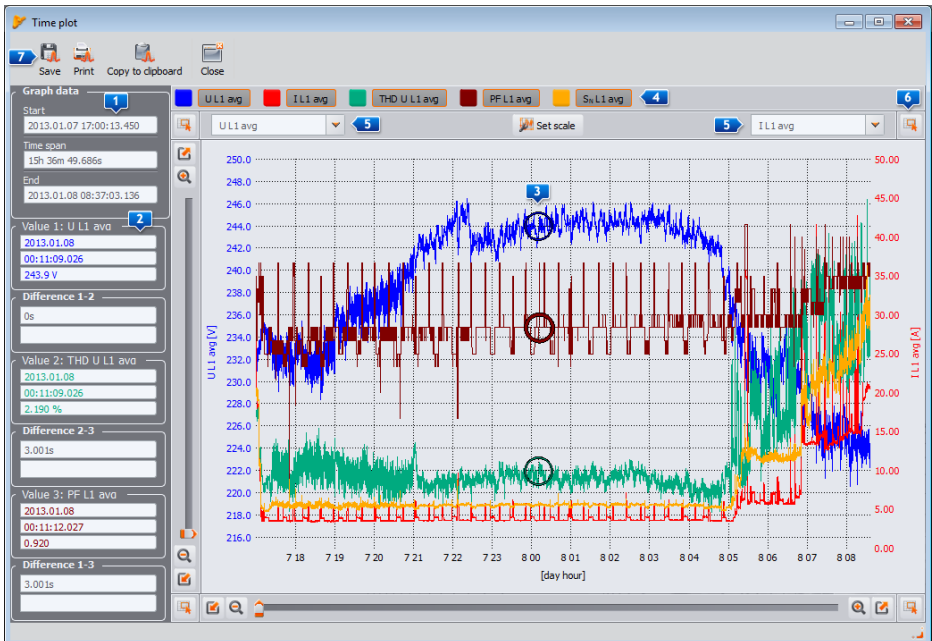 Time plot
7
Save Print Copy to clipboard Close
Graph data
1
Start
2013.01.07 17:00:13.450
Time span
15h 36m 49.686s
End
2013.01.08 08:37:03.136
2
Value 1: U L1 avg
2013.01.08
00:11:09.026
243.9 V
Difference 1-2
0s
Value 2: THD U L1 avg
2013.01.08
00:11:09.026
2.190 %
Difference 2-3
3.001s
Value 3: PF L1 avg
2013.01.08
00:11:12.027
0.920
Difference 1-3
3.001s
U L1 avg I L1 avg THD U L1 avg PF L1 avg SN L1 avg 4
6
U L1 avg 5 Set scale 5 I L1 avg
3
250.0
248.0
246.0
244.0
242.0
240.0
238.0
236.0
234.0
232.0
230.0
228.0
226.0
224.0
222.0
220.0
218.0
216.0
U L1 avg [V]
50.00
45.00
40.00
35.00
30.00
25.00
20.00
15.00
10.00
5.00
0.00
I L1 avg [A]
7 18 7 19 7 20 7 21 7 22 7 23 8 00 8 01 8 02 8 03 8 04 8 05 8 06 8 07 8 08
[day hour]